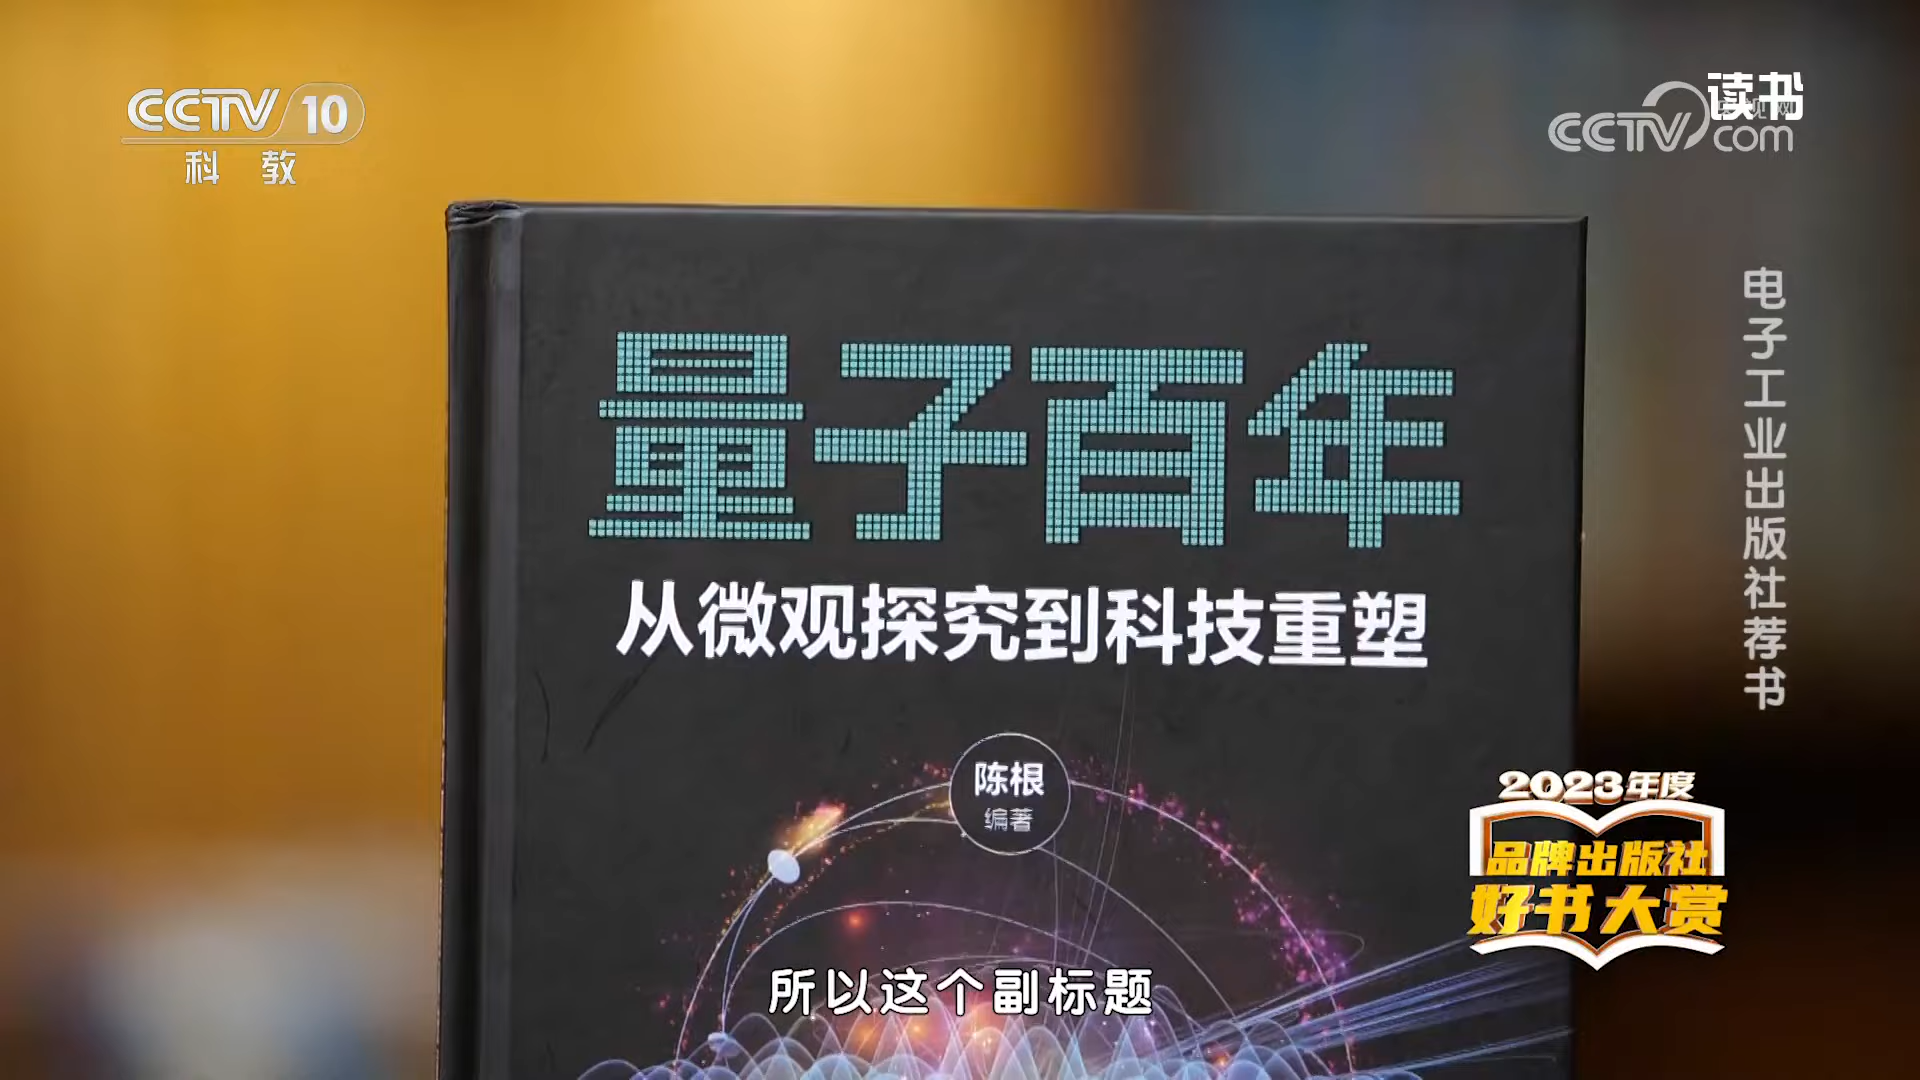 CCTV 10
科教
读书
CCTV.com
电子工业出版社荐书
量子百年
从微观探究到科技重塑
陈根
编著
2023年度
品牌出版社
好书大赏
所以这个副标题